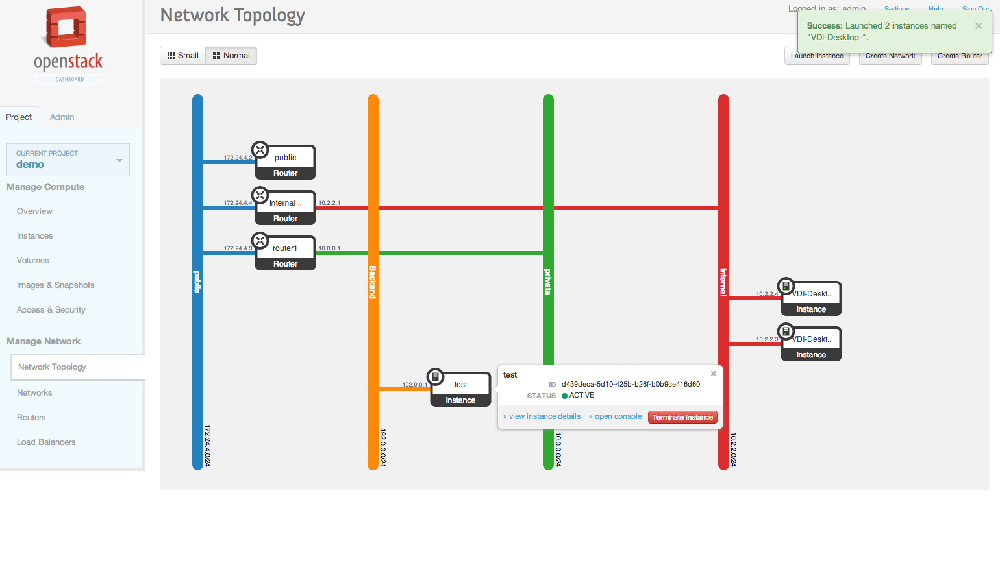 openstack
DASHBOARD
Project
Admin
CURRENT PROJECT
demo
Manage Compute
Overview
Instances
Volumes
Images & Snapshots
Access & Security
Manage Network
Network Topology
Networks
Routers
Load Balancers
Network Topology
Logged in as: admin
Settings
Help
Sign Out
Success: Launched 2 instances named
"VDI-Desktop-".
Small
Normal
Launch Instance
Create Network
Create Router
172.24.4.2
public
Router
172.24.4.4
Internal ..
Router
10.2.2.1
172.24.4.3
router1
Router
10.0.0.1
public
Backend
private
Internal
10.2.2.4
VDI-Deskt..
Instance
10.2.2.3
VDI-Deskt..
Instance
192.0.0.1
test
Instance
test
ID d439deca-5d10-425b-b26f-b0b9ce416d60
STATUS ACTIVE
» view instance details
» open console
Terminate Instance
172.24.4.0/24
192.0.0.0/24
10.0.0.0/24
10.2.2.0/24